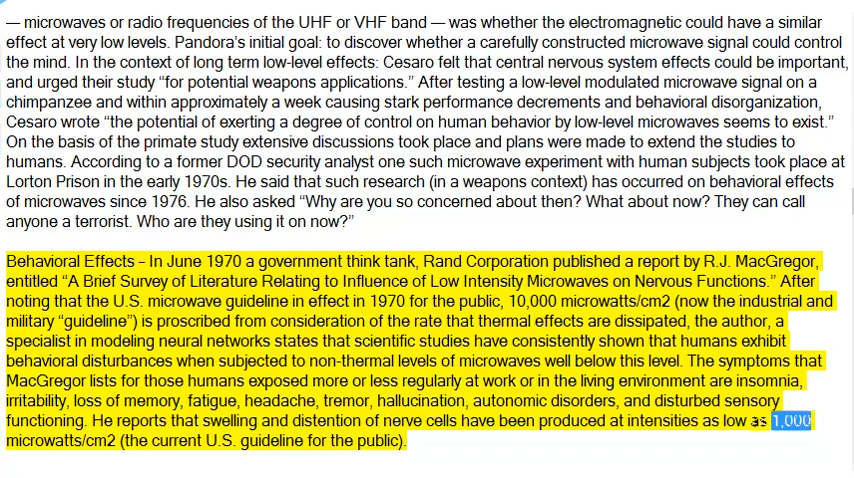 — microwaves or radio frequencies of the UHF or VHF band — was whether the electromagnetic could have a similar
effect at very low levels. Pandora's initial goal: to discover whether a carefully constructed microwave signal could control
the mind. In the context of long term low-level effects: Cesaro felt that central nervous system effects could be important,
and urged their study "for potential weapons applications." After testing a low-level modulated microwave signal on a
chimpanzee and within approximately a week causing stark performance decrements and behavioral disorganization,
Cesaro wrote "the potential of exerting a degree of control on human behavior by low-level microwaves seems to exist."
On the basis of the primate study extensive discussions took place and plans were made to extend the studies to
humans. According to a former DOD security analyst one such microwave experiment with human subjects took place at
Lorton Prison in the early 1970s. He said that such research (in a weapons context) has occurred on behavioral effects
of microwaves since 1976. He also asked "Why are you so concerned about then? What about now? They can call
anyone a terrorist. Who are they using it on now?"
Behavioral Effects – In June 1970 a government think tank, Rand Corporation published a report by R.J. MacGregor,
entitled "A Brief Survey of Literature Relating to Influence of Low Intensity Microwaves on Nervous Functions." After
noting that the U.S. microwave guideline in effect in 1970 for the public, 10,000 microwatts/cm2 (now the industrial and
military "guideline") is proscribed from consideration of the rate that thermal effects are dissipated, the author, a
specialist in modeling neural networks states that scientific studies have consistently shown that humans exhibit
behavioral disturbances when subjected to non-thermal levels of microwaves well below this level. The symptoms that
MacGregor lists for those humans exposed more or less regularly at work or in the living environment are insomnia,
irritability, loss of memory, fatigue, headache, tremor, hallucination, autonomic disorders, and disturbed sensory
functioning. He reports that swelling and distention of nerve cells have been produced at intensities as low as 1,000
microwatts/cm2 (the current U.S. guideline for the public).